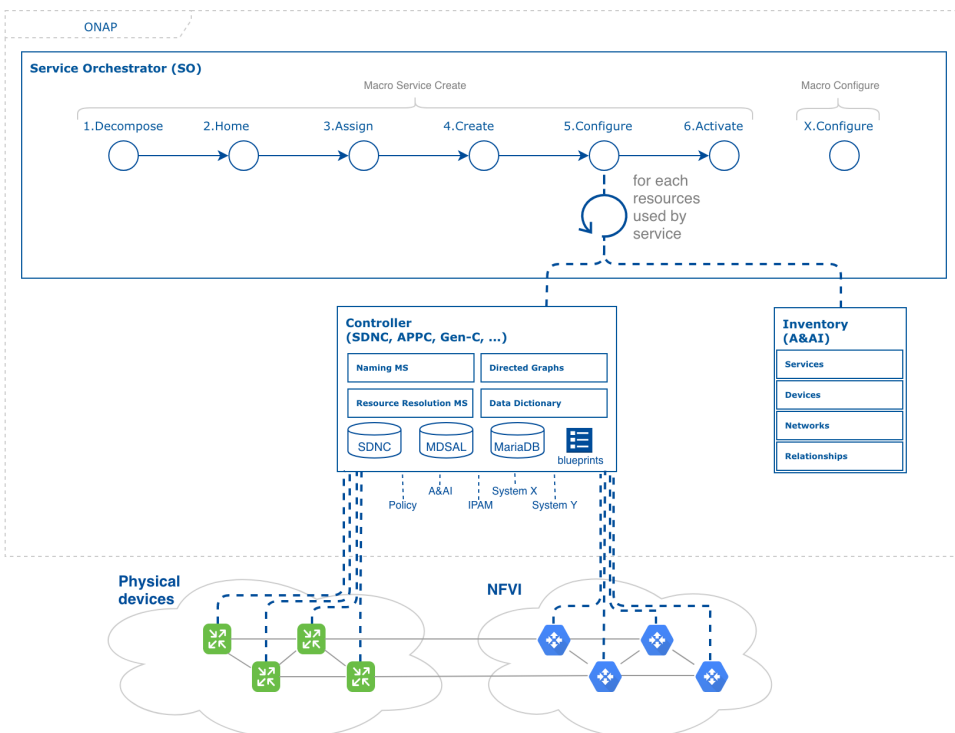 ONAP
Service Orchestrator (SO)
Macro Service Create
Macro Configure
1.Decompose
2.Home
3.Assign
4.Create
5.Configure
6.Activate
X.Configure
for each
resources
used by
service
Controller
(SDNC, APPC, Gen-C, ...)
Naming MS
Directed Graphs
Resource Resolution MS
Data Dictionary
SDNC
MDSAL
MariaDB
blueprints
Policy
A&AI
IPAM
System X
System Y
Inventory
(A&AI)
Services
Devices
Networks
Relationships
Physical
devices
NFVI